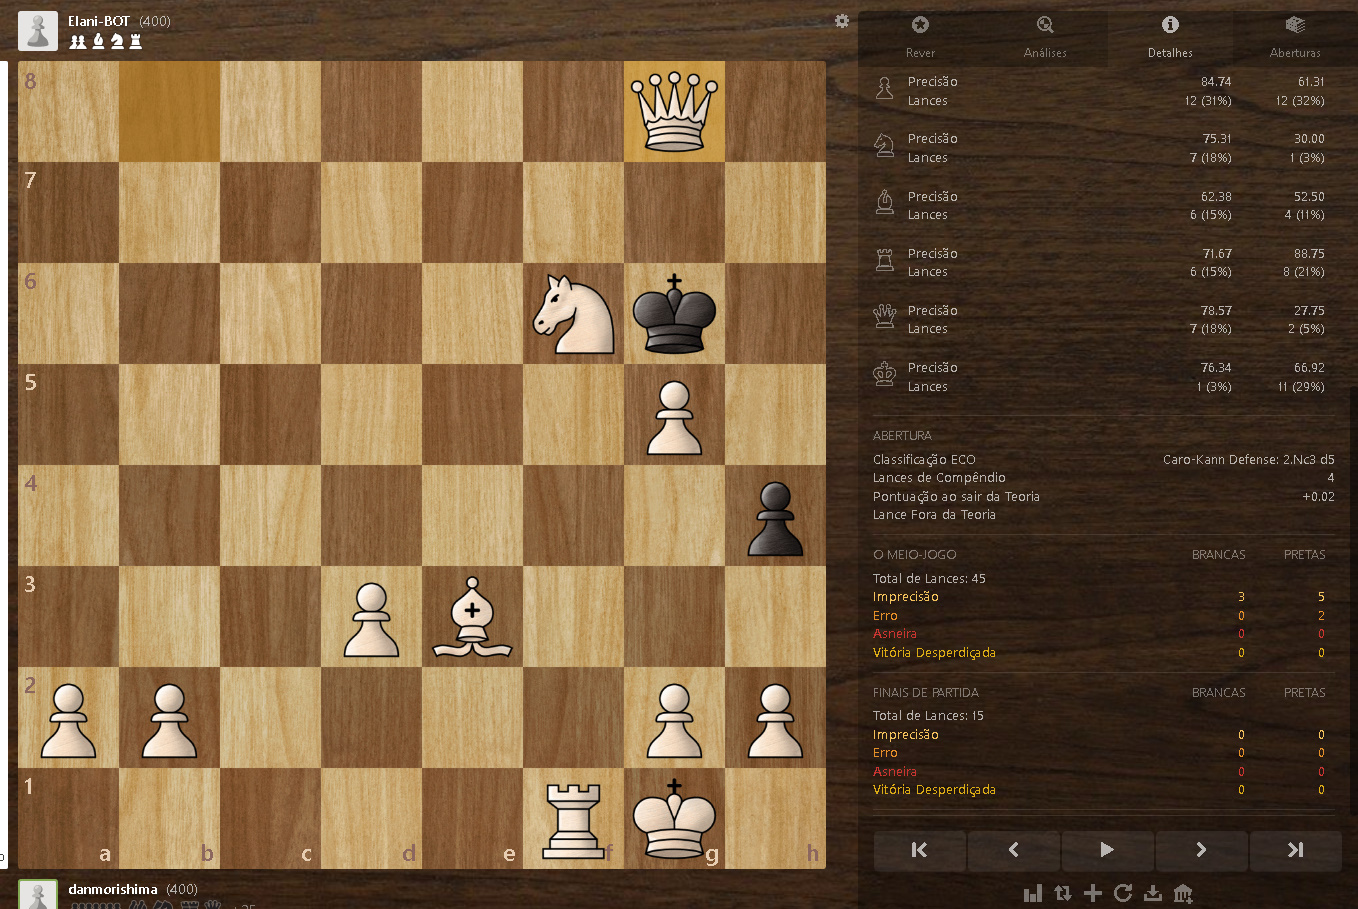 Elani-BOT (400)
Rever Análises Detalhes Aberturas
8
7
6
5
4
3
2
1
a b c d e f g h
Precisão 84.74 61.31
Lances 12 (31%) 12 (32%)
Precisão 75.31 30.00
Lances 7 (18%) 1 (3%)
Precisão 62.38 52.50
Lances 6 (15%) 4 (11%)
Precisão 71.67 88.75
Lances 6 (15%) 8 (21%)
Precisão 78.57 27.75
Lances 7 (18%) 2 (5%)
Precisão 76.34 66.92
Lances 1 (3%) 11 (29%)
ABERTURA
Classificação ECO Caro-Kann Defense: 2.Nc3 d5
Lances de Compêndio 4
Pontuação ao sair da Teoria +0.02
Lance Fora da Teoria
O MEIO-JOGO BRANCAS PRETAS
Total de Lances: 45
Imprecisão 3 5
Erro 0 2
Asneira 0 0
Vitória Desperdiçada 0 0
FINAIS DE PARTIDA BRANCAS PRETAS
Total de Lances: 15
Imprecisão 0 0
Erro 0 0
Asneira 0 0
Vitória Desperdiçada 0 0
danmorishima (400)